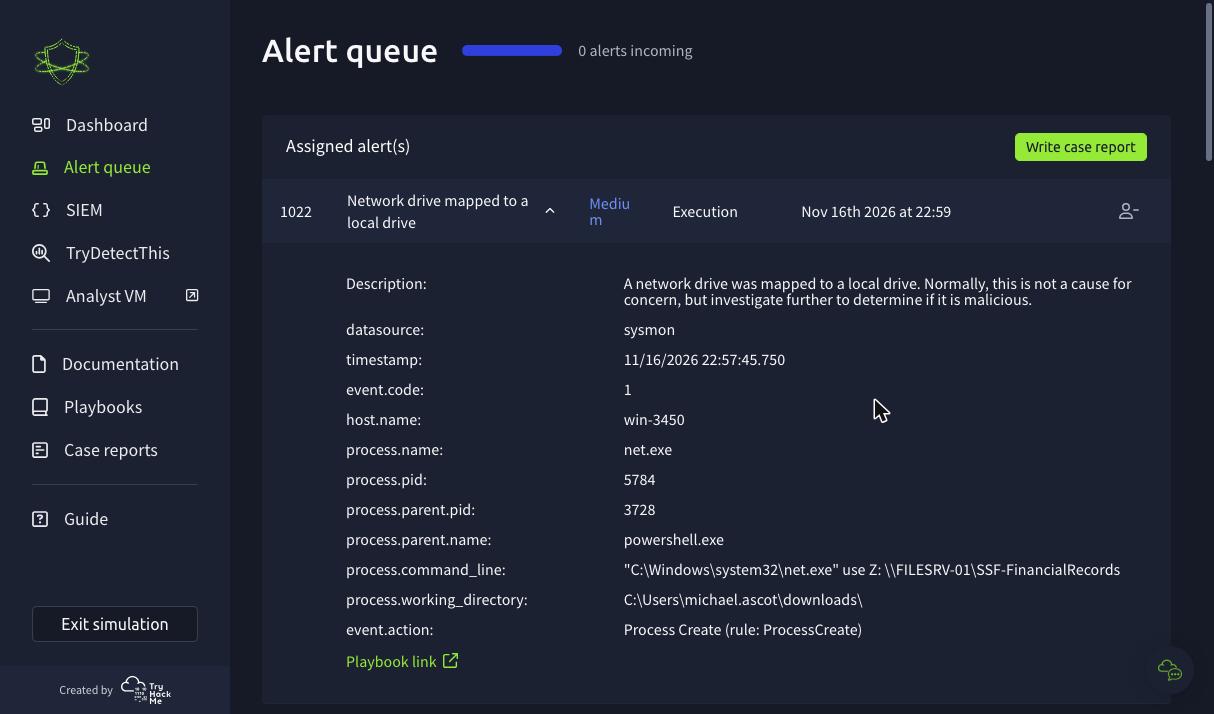 Alert queue
0 alerts incoming
Dashboard
Alert queue
SIEM
TryDetectThis
Analyst VM
Documentation
Playbooks
Case reports
Guide
Exit simulation
Created by
Try
Hack
Me
Assigned alert(s)
Write case report
1022
Network drive mapped to a
local drive
Mediu
m
Execution
Nov 16th 2026 at 22:59
Description:
A network drive was mapped to a local drive. Normally, this is not a cause for
concern, but investigate further to determine if it is malicious.
datasource:
sysmon
timestamp:
11/16/2026 22:57:45.750
event.code:
1
host.name:
win-3450
process.name:
net.exe
process.pid:
5784
process.parent.pid:
3728
process.parent.name:
powershell.exe
process.command_line:
"C:\Windows\system32\net.exe" use Z: \\FILESRV-01\SSF-FinancialRecords
process.working_directory:
C:\Users\michael.ascot\downloads\
event.action:
Process Create (rule: ProcessCreate)
Playbook link